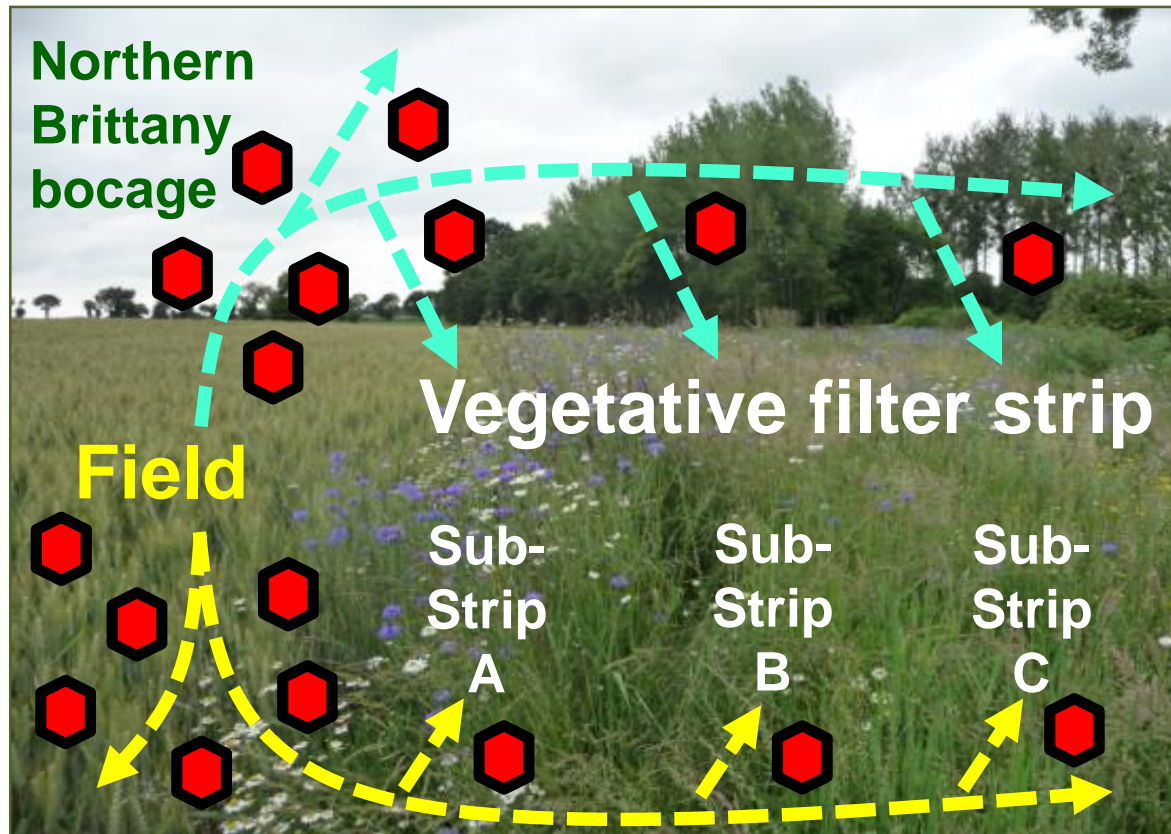 Northern
Brittany
bocage
Vegetative filter strip
Field
Sub-
Strip
A
Sub-
Strip
B
Sub-
Strip
C